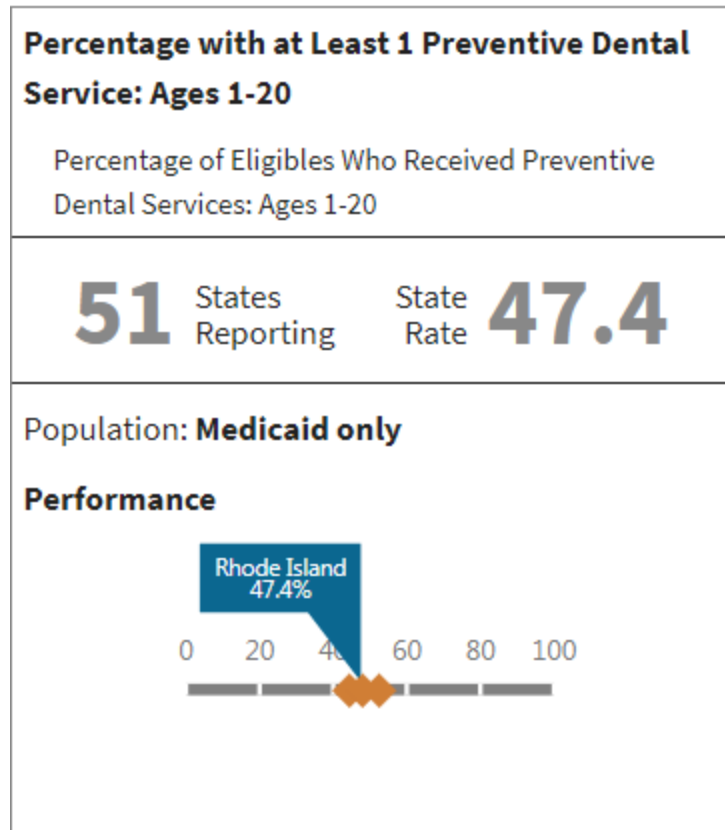 Percentage with at Least 1 Preventive Dental
Service: Ages 1-20
Percentage of Eligibles Who Received Preventive
Dental Services: Ages 1-20
51 States Reporting State Rate 47.4
Population: Medicaid only
Performance
Rhode Island
47.4%
0 20 40 60 80 100